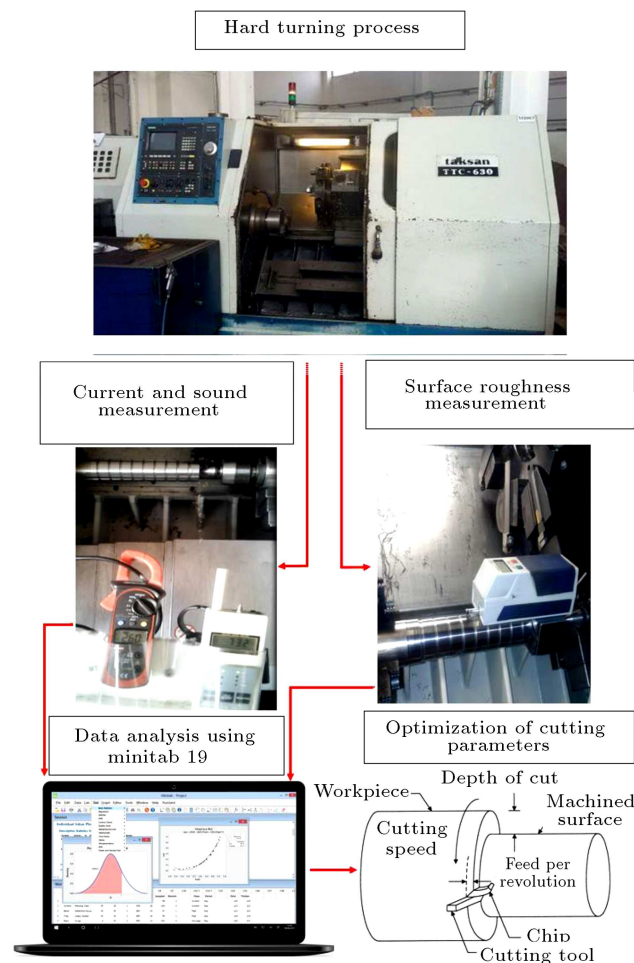 Hard turning process
taksan
TTC-630
Current and sound
measurement
Surface roughness
measurement
Data analysis using
minitab 19
Optimization of cutting
parameters
Depth of cut
Workpiece
Machined
surface
Cutting
speed
Feed per
revolution
Chip
Cutting tool